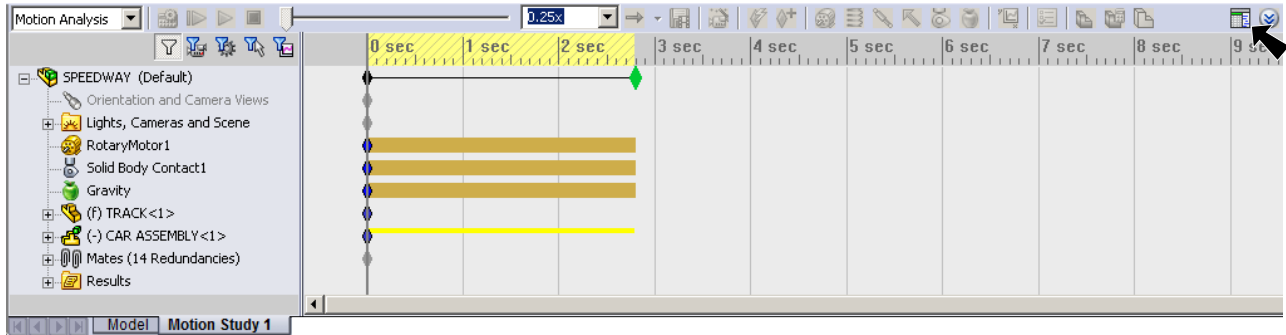 Motion Analysis 0.25x
0 sec 1 sec 2 sec 3 sec 4 sec 5 sec 6 sec 7 sec 8 sec 9
SPEEDWAY (Default)
Orientation and Camera Views
Lights, Cameras and Scene
RotaryMotor1
Solid Body Contact1
Gravity
(f) TRACK<1>
(-) CAR ASSEMBLY<1>
Mates (14 Redundancies)
Results
Model Motion Study 1